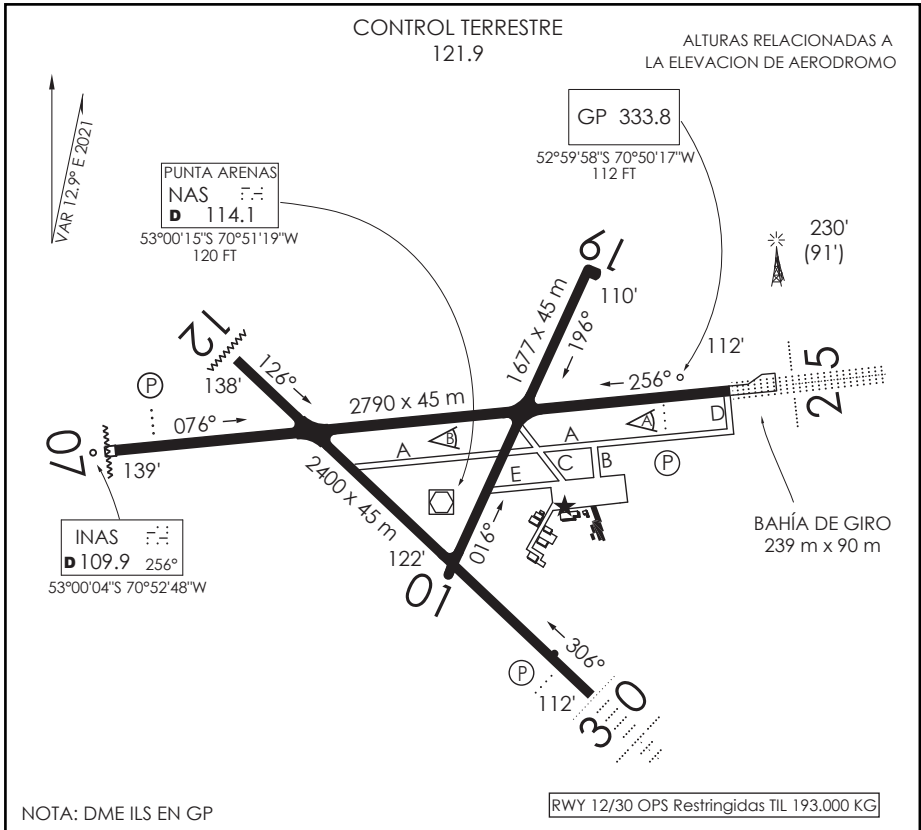 CONTROL TERRESTRE
121.9
ALTURAS RELACIONADAS A
LA ELEVACION DE AERODROMO
VAR 12.9° E 2021
GP 333.8
52°59'58"S 70°50'17"W
112 FT
PUNTA ARENAS
NAS
D 114.1
53°00'15"S 70°51'19"W
120 FT
230'
(91')
19
110'
1677 x 45 m
196°
12
138'
126°
P
076°
2790 x 45 m
256°
112'
25
07
139'
A
B
A
A
D
2400 x 45 m
E
C
B
P
016°
122'
01
INAS
D 109.9 256°
53°00'04"S 70°52'48"W
BAHÍA DE GIRO
239 m x 90 m
306°
P
112'
30
NOTA: DME ILS EN GP
RWY 12/30 OPS Restringidas TIL 193.000 KG